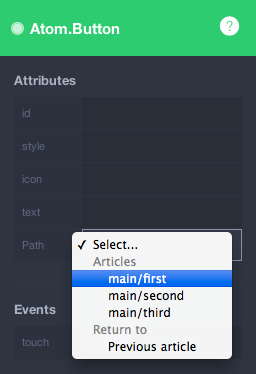 Atom.Button ?
Attributes
id
style
icon
text
Path
✓ Select...
Articles
main/first
main/second
main/third
Return to
Previous article
Events
touch